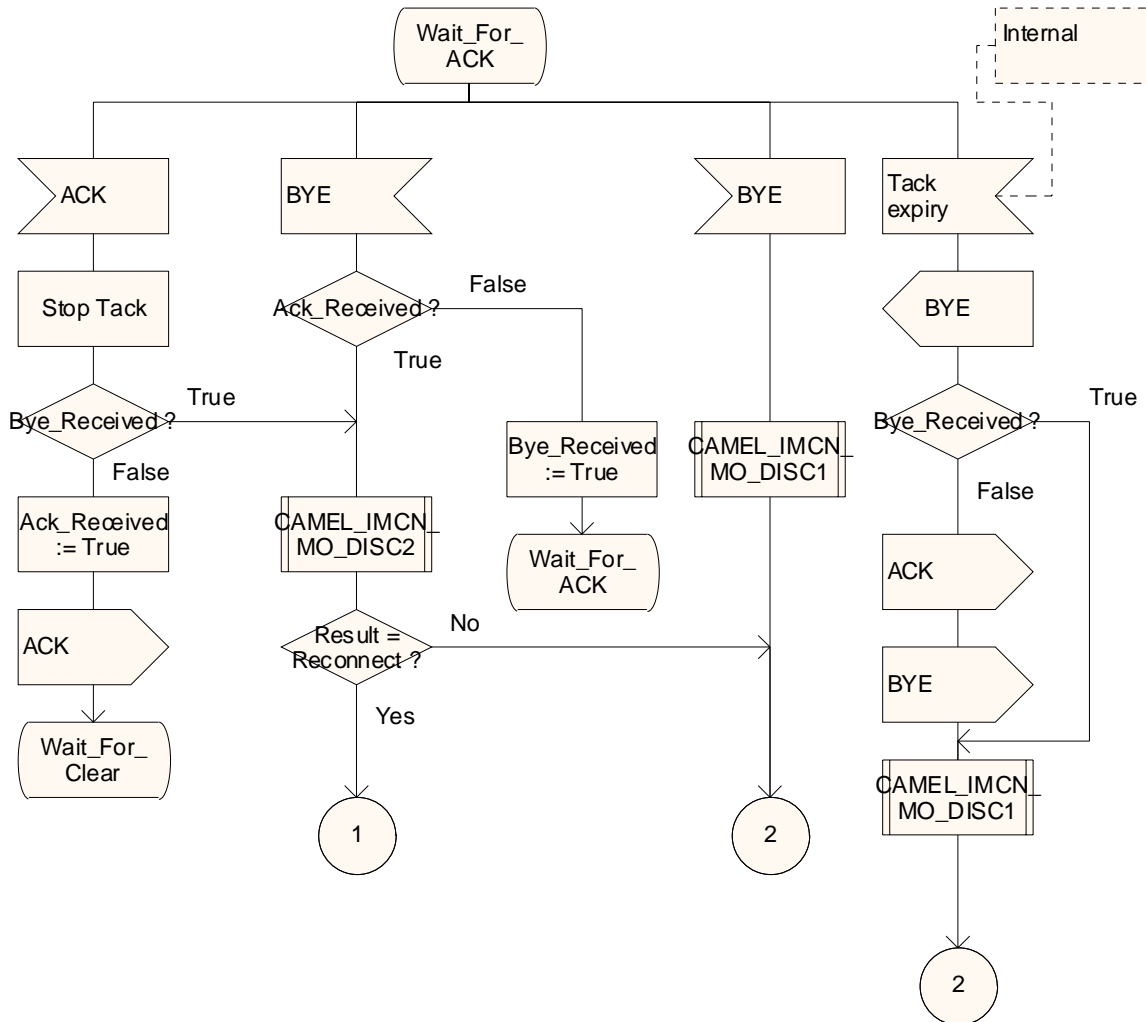 Wait_For_
ACK
Internal
ACK
BYE
BYE
Tack
expiry
Stop Tack
Ack_Received ?
False
True
BYE
Bye_Received ?
True
False
Bye_Received
:= True
CAMEL_IMCN_
MO_DISC1
Bye_Received ?
True
False
Ack_Received
:= True
CAMEL_IMCN_
MO_DISC2
Wait_For_
ACK
ACK
ACK
Result =
Reconnect ?
No
Yes
BYE
Wait_For_
Clear
CAMEL_IMCN_
MO_DISC1
1
2
2